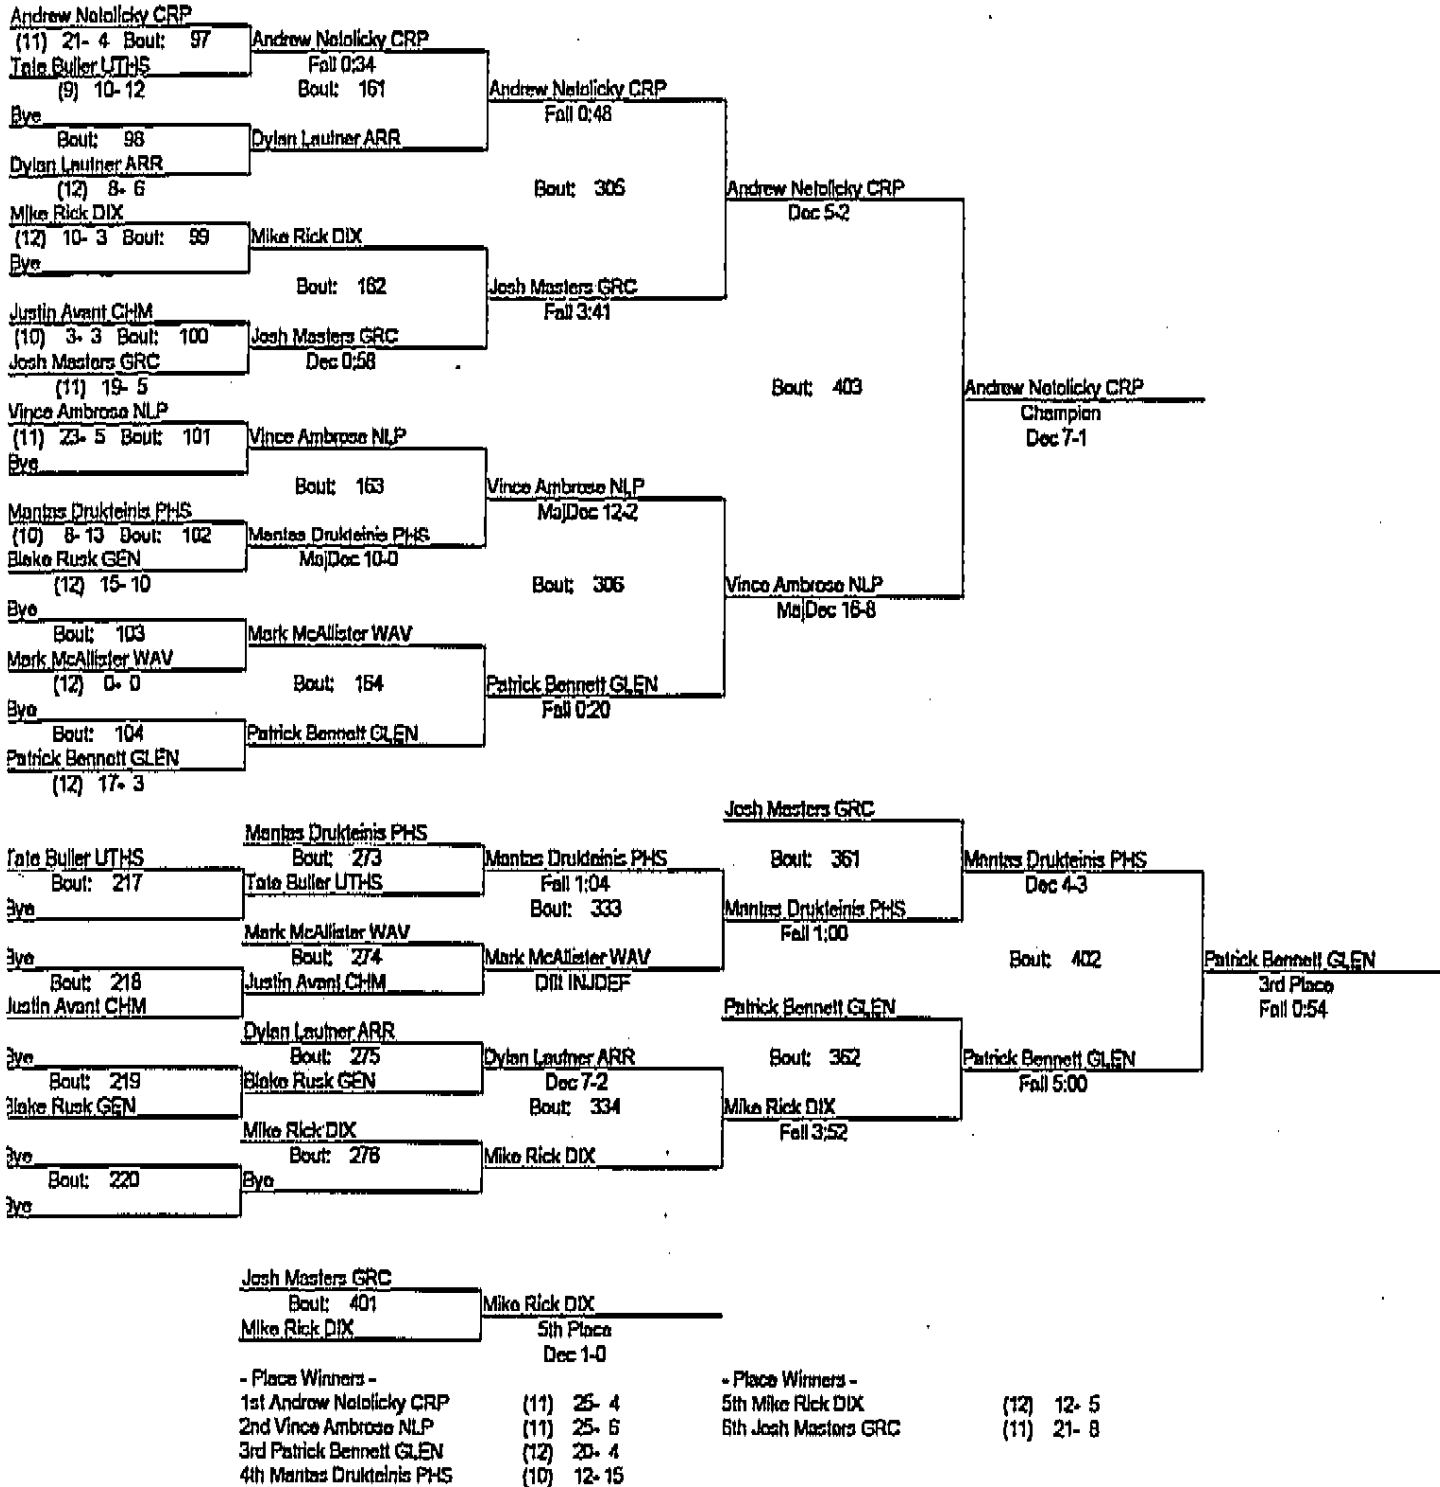 Andrew Natolicky CRP
(11) 21- 4 Bout: 97
Tate Buller UTHS
(9) 10- 12
Bye
Bout: 98
Dylan Lautner ARR
(12) 8- 6
Mike Rick DIX
(12) 10- 3 Bout: 99
Bye
Justin Avant CHM
(10) 3- 3 Bout: 100
Josh Masters GRC
(11) 19- 5
Vince Ambrose NLP
(11) 23- 5 Bout: 101
Bye
Mantas Drukteinis PHS
(10) 8- 13 Bout: 102
Blake Rusk GEN
(12) 15- 10
Bye
Bout: 103
Mark McAllister WAV
(12) 0- 0
Bye
Bout: 104
Patrick Bennett GLEN
(12) 17- 3
Andrew Natolicky CRP
Fall 0:34
Bout: 161
Dylan Lautner ARR
Mike Rick DIX
Bout: 162
Josh Masters GRC
Dec 0:58
Vince Ambrose NLP
Bout: 163
Mantas Drukteinis PHS
MajDec 10-0
Mark McAllister WAV
Bout: 164
Patrick Bennett GLEN
Andrew Natolicky CRP
Fall 0:48
Bout: 305
Josh Masters GRC
Fall 3:41
Vince Ambrose NLP
MajDec 12-2
Bout: 306
Patrick Bennett GLEN
Fall 0:20
Andrew Natolicky CRP
Dec 5-2
Bout: 403
Vince Ambrose NLP
MajDec 16-8
Andrew Natolicky CRP
Champion
Dec 7-1
Tate Buller UTHS
Bout: 217
Bye
Bye
Bout: 218
Justin Avant CHM
Bye
Bout: 219
Blake Rusk GEN
Bye
Bout: 220
Bye
Mantas Drukteinis PHS
Bout: 273
Tate Buller UTHS
Mark McAllister WAV
Bout: 274
Justin Avant CHM
Dylan Lautner ARR
Bout: 275
Blake Rusk GEN
Mike Rick DIX
Bout: 276
Bye
Mantas Drukteinis PHS
Fall 1:04
Bout: 333
Mark McAllister WAV
Dflt INJDEF
Dylan Lautner ARR
Dec 7-2
Bout: 334
Mike Rick DIX
Josh Masters GRC
Bout: 361
Mantas Drukteinis PHS
Fall 1:00
Patrick Bennett GLEN
Bout: 362
Mike Rick DIX
Fall 3:52
Mantas Drukteinis PHS
Dec 4-3
Bout: 402
Patrick Bennett GLEN
Fall 5:00
Patrick Bennett GLEN
3rd Place
Fall 0:54
Josh Masters GRC
Bout: 401
Mike Rick DIX
Mike Rick DIX
5th Place
Dec 1-0
- Place Winners -
1st Andrew Natolicky CRP (11) 25- 4
2nd Vince Ambrose NLP (11) 25- 6
3rd Patrick Bennett GLEN (12) 20- 4
4th Mantas Drukteinis PHS (10) 12- 15
- Place Winners -
5th Mike Rick DIX (12) 12- 5
6th Josh Masters GRC (11) 21- 8